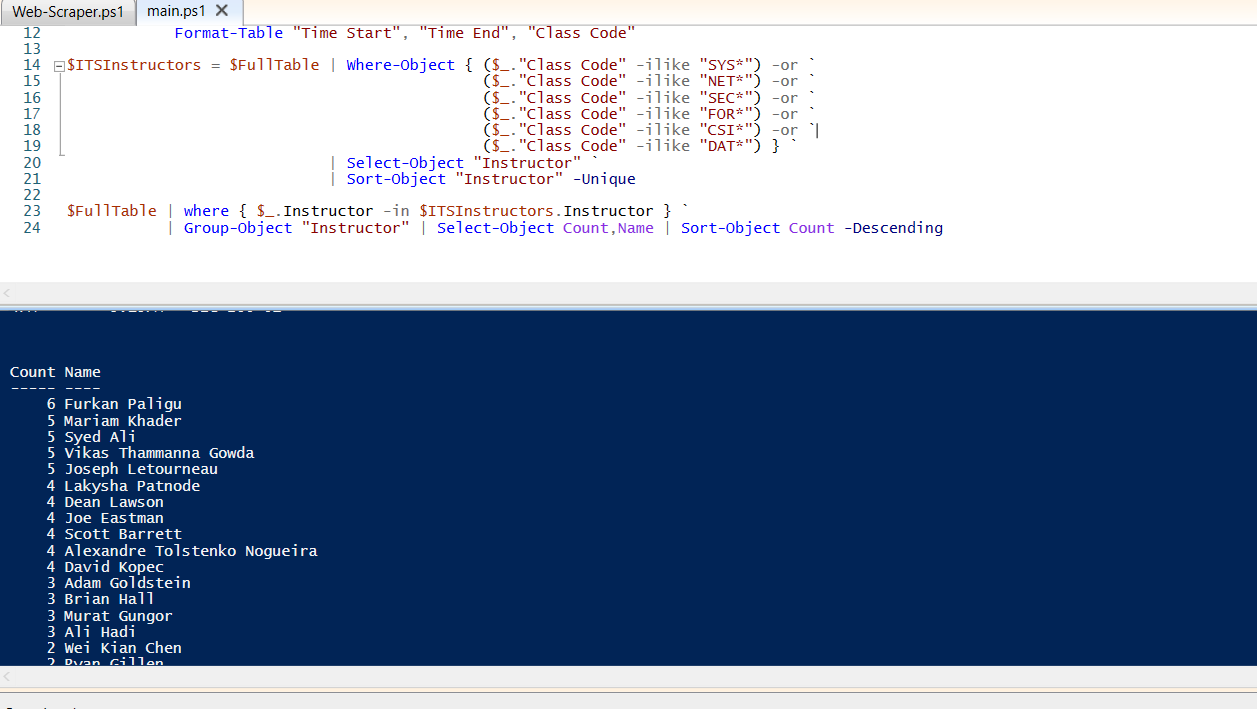 Web-Scraper.ps1 main.ps1 X
12 Format-Table "Time Start", "Time End", "Class Code"
13
14 $ITSInstructors = $FullTable | Where-Object { ($_."Class Code" -ilike "SYS*") -or `
15 ($_."Class Code" -ilike "NET*") -or `
16 ($_."Class Code" -ilike "SEC*") -or `
17 ($_."Class Code" -ilike "FOR*") -or `
18 ($_."Class Code" -ilike "CSI*") -or `
19 ($_."Class Code" -ilike "DAT*") } `
20 | Select-Object "Instructor" `
21 | Sort-Object "Instructor" -Unique
22
23 $FullTable | where { $_.Instructor -in $ITSInstructors.Instructor } `
24 | Group-Object "Instructor" | Select-Object Count,Name | Sort-Object Count -Descending
Count Name
----- ----
6 Furkan Paligu
5 Mariam Khader
5 Syed Ali
5 Vikas Thammanna Gowda
5 Joseph Letourneau
4 Lakysha Patnode
4 Dean Lawson
4 Joe Eastman
4 Scott Barrett
4 Alexandre Tolstenko Nogueira
4 David Kopec
3 Adam Goldstein
3 Brian Hall
3 Murat Gungor
3 Ali Hadi
2 Wei Kian Chen
2 Ryan Gillen